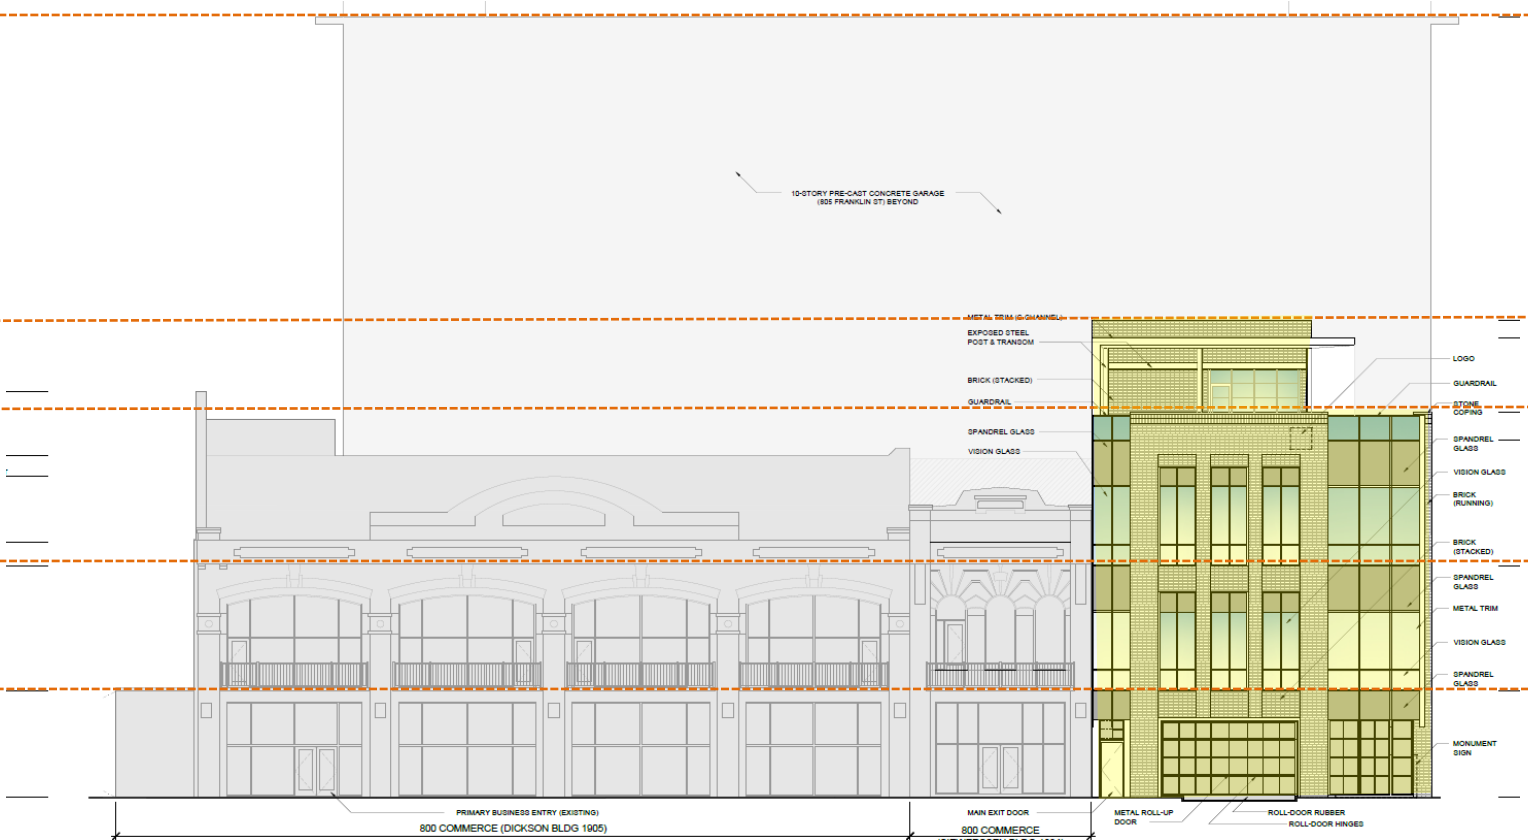 10-STORY PRE-CAST CONCRETE GARAGE
(805 FRANKLIN ST) BEYOND
METAL TRIM (C-CHANNEL)
EXPOSED STEEL
POST & TRANSOM
BRICK (STACKED)
GUARDRAIL
SPANDREL GLASS
VISION GLASS
LOGO
GUARDRAIL
STONE
COPING
SPANDREL
GLASS
VISION GLASS
BRICK
(RUNNING)
BRICK
(STACKED)
SPANDREL
GLASS
METAL TRIM
VISION GLASS
SPANDREL
GLASS
MONUMENT
SIGN
PRIMARY BUSINESS ENTRY (EXISTING)
MAIN EXIT DOOR
METAL ROLL-UP
DOOR
ROLL-DOOR RUBBER
ROLL-DOOR HINGES
800 COMMERCE (DICKSON BLDG 1905)
800 COMMERCE